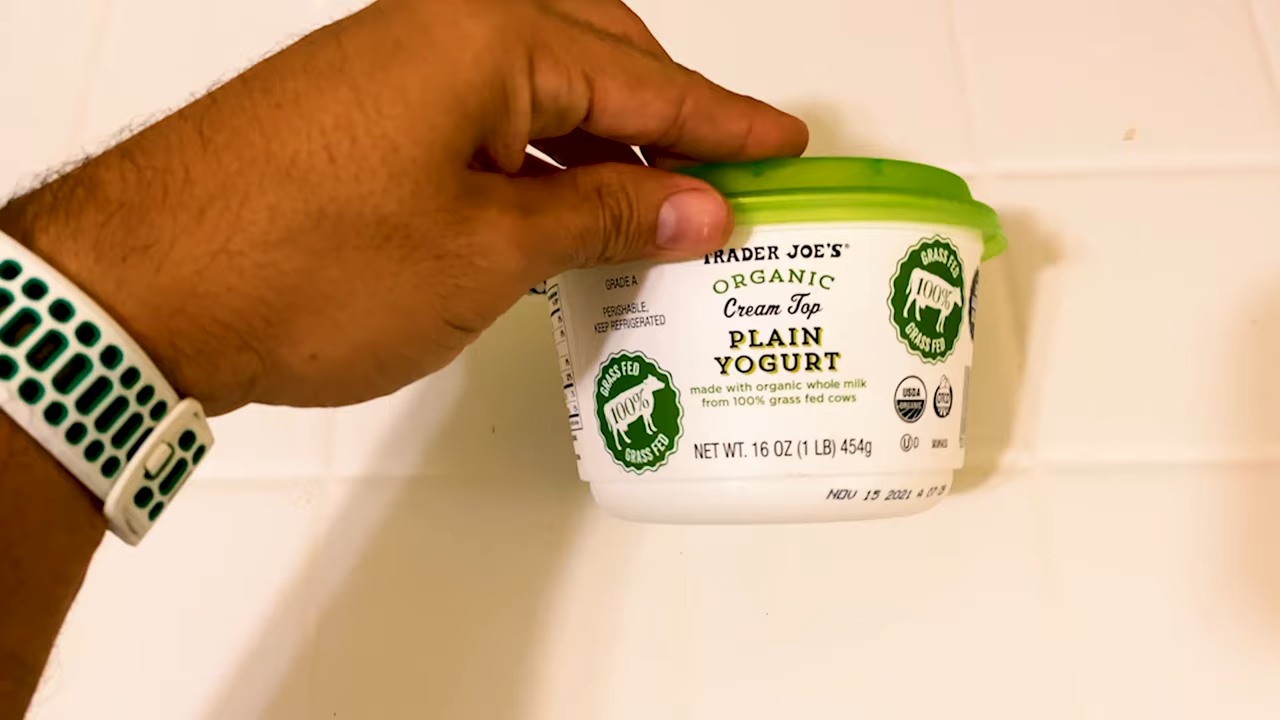 TRADER JOE'S®
ORGANIC
Cream Top
PLAIN
YOGURT
made with organic whole milk
from 100% grass fed cows
NET WT. 16 OZ (1 LB) 454g
GRADE A
PERISHABLE,
KEEP REFRIGERATED
GRASS FED
100%
GRASS FED
GRASS FED
100%
GRASS FED
USDA
ORGANIC
U D
NOV 15 2021 A